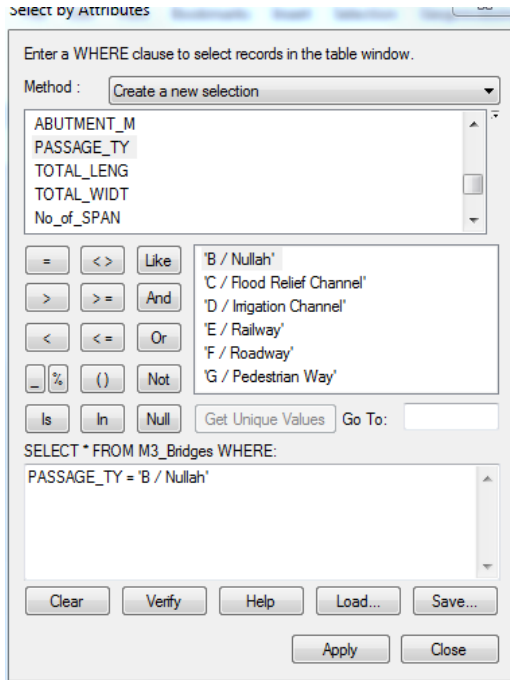 Select by Attributes
Enter a WHERE clause to select records in the table window.
Method : Create a new selection
ABUTMENT_M
PASSAGE_TY
TOTAL_LENG
TOTAL_WIDT
No_of_SPAN
= < > Like
> > = And
< < = Or
_ % () Not
Is In Null
'B / Nullah'
'C / Flood Relief Channel'
'D / Irrigation Channel'
'E / Railway'
'F / Roadway'
'G / Pedestrian Way'
Get Unique Values Go To:
SELECT * FROM M3_Bridges WHERE:
PASSAGE_TY = 'B / Nullah'
Clear Verify Help Load... Save...
Apply Close